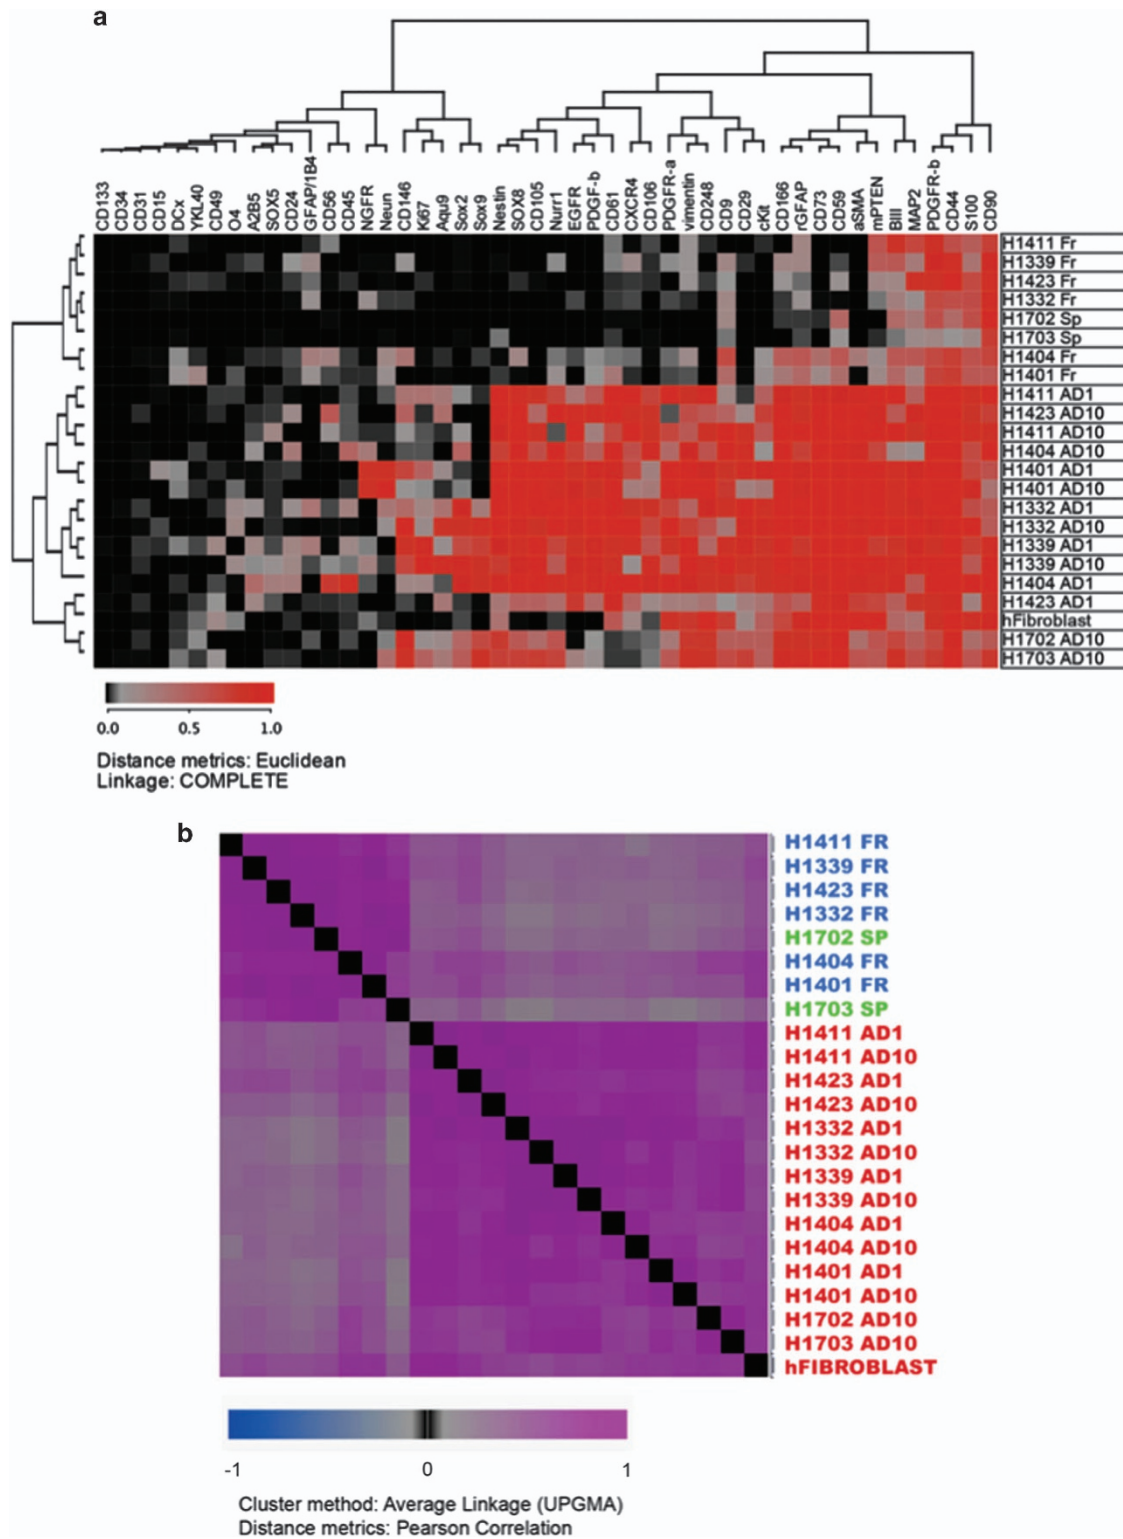 a
CD133
CD34
CD31
CD15
DCx
YKL40
CD49
O4
A2B5
SOX5
CD24
GFAP/1B4
CD56
CD45
NGFR
Neun
CD146
Ki67
Aqu9
Sox2
Sox9
Nestin
SOX8
CD105
Nurr1
EGFR
PDGF-b
CD61
CXCR4
CD106
PDGFR-a
vimentin
CD248
CD9
CD29
cKit
CD166
rGFAP
CD73
CD59
aSMA
mPTEN
BIII
MAP2
PDGFR-b
CD44
S100
CD90
H1411 Fr
H1339 Fr
H1423 Fr
H1332 Fr
H1702 Sp
H1703 Sp
H1404 Fr
H1401 Fr
H1411 AD1
H1423 AD10
H1411 AD10
H1404 AD10
H1401 AD1
H1401 AD10
H1332 AD1
H1332 AD10
H1339 AD1
H1339 AD10
H1404 AD1
H1423 AD1
hFibroblast
H1702 AD10
H1703 AD10
0.0 0.5 1.0
Distance metrics: Euclidean
Linkage: COMPLETE
b
H1411 FR
H1339 FR
H1423 FR
H1332 FR
H1702 SP
H1404 FR
H1401 FR
H1703 SP
H1411 AD1
H1411 AD10
H1423 AD1
H1423 AD10
H1332 AD1
H1332 AD10
H1339 AD1
H1339 AD10
H1404 AD1
H1404 AD10
H1401 AD1
H1401 AD10
H1702 AD10
H1703 AD10
hFIBROBLAST
-1 0 1
Cluster method: Average Linkage (UPGMA)
Distance metrics: Pearson Correlation